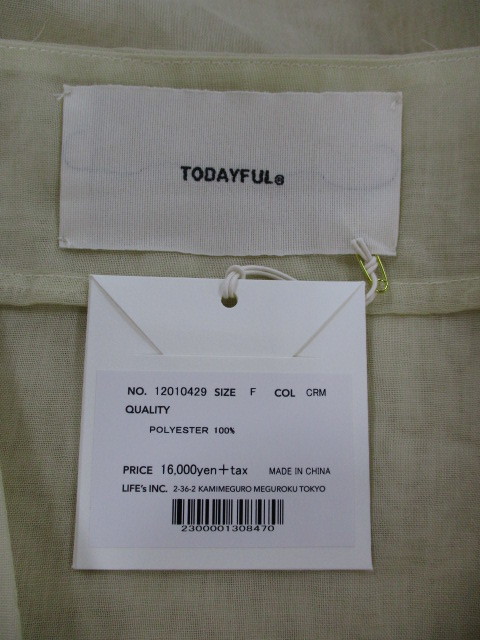 TODAYFUL®
NO. 12010429 SIZE F COL CRM
QUALITY
POLYESTER 100%
PRICE 16,000yen+tax MADE IN CHINA
LIFE's INC. 2-36-2 KAMIMEGURO MEGUROKU TOKYO
2300001308470